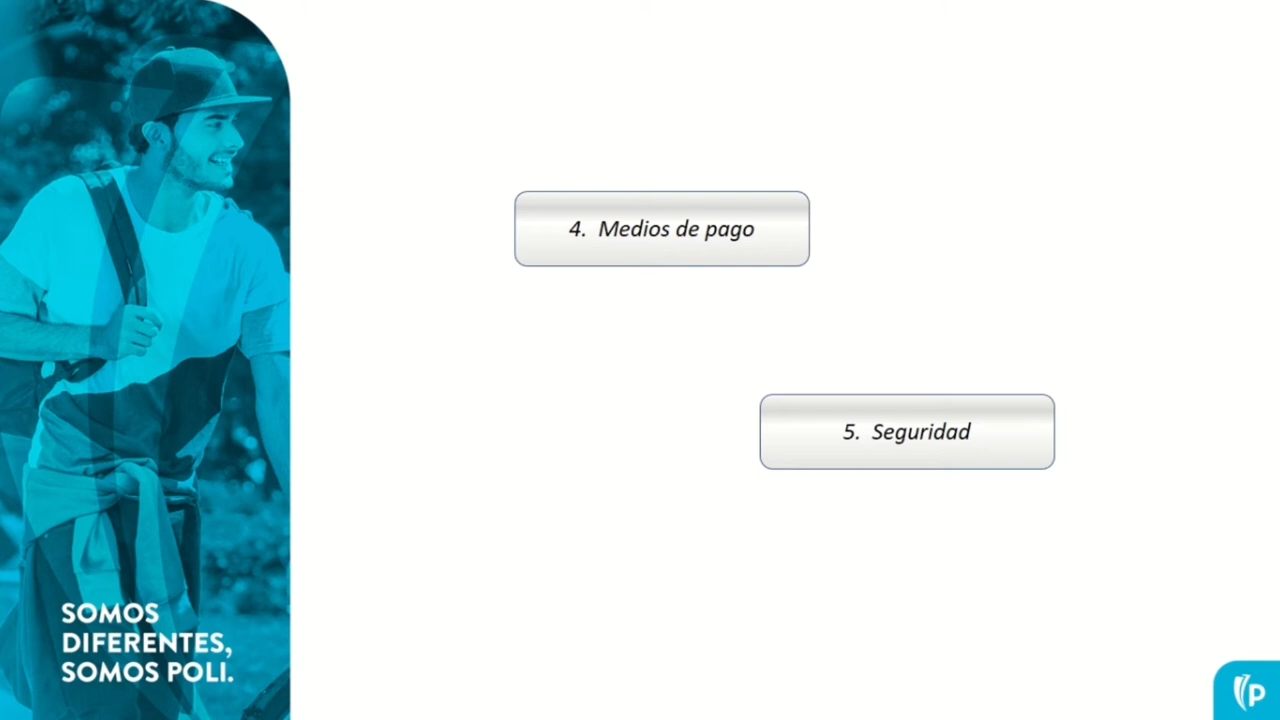 4. Medios de pago
5. Seguridad
SOMOS
DIFERENTES,
SOMOS POLI.
P